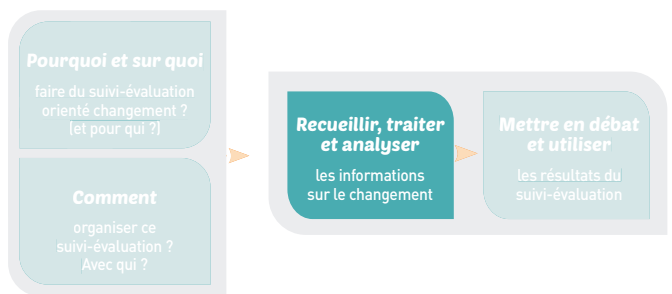 Pourquoi et sur quoi
faire du suivi-évaluation
orienté changement ?
(et pour qui ?)
Comment
organiser ce
suivi-évaluation ?
Avec qui ?
Recueillir, traiter
et analyser
les informations
sur le changement
Mettre en débat
et utiliser
les résultats du
suivi-évaluation